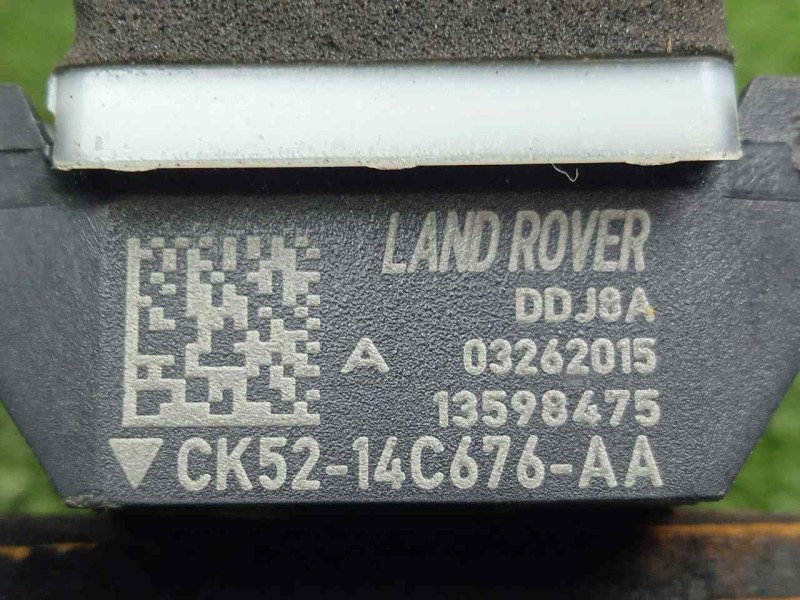 LAND ROVER
DDJ8A
A 03262015
13598475
CK52-14C676-AA